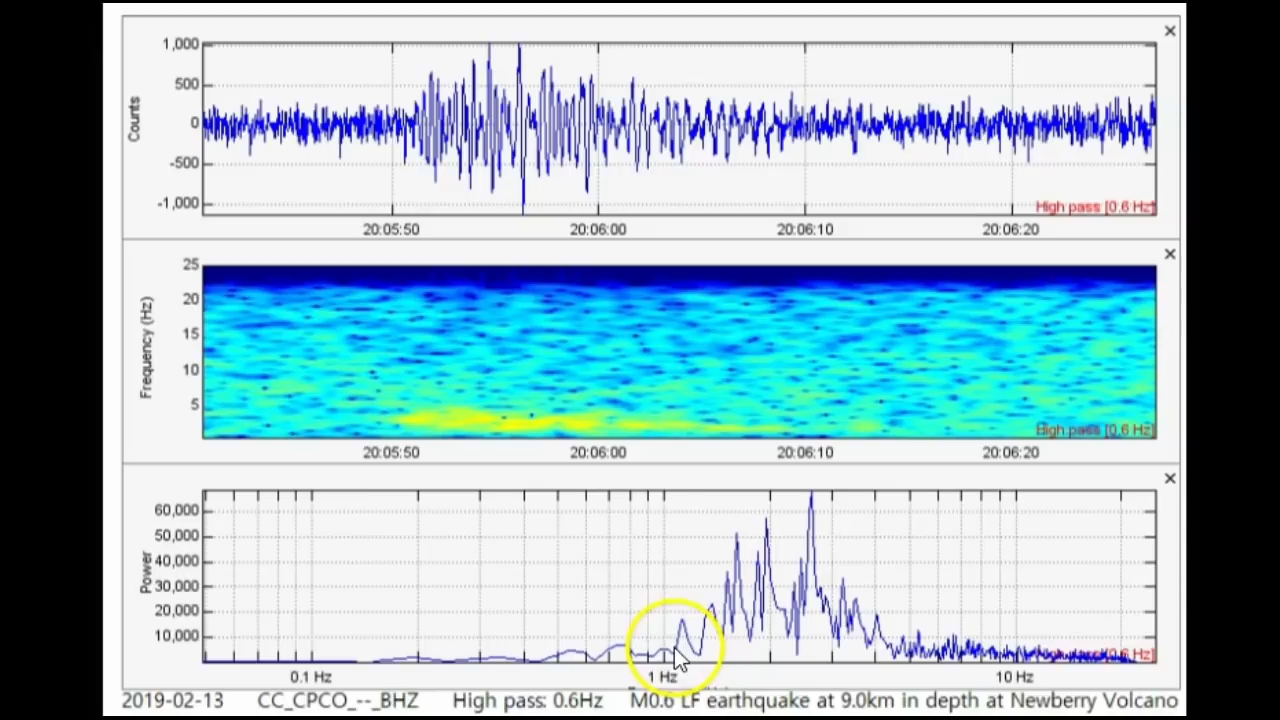 1,000
500
0
-500
-1,000
Counts
High pass [0.6 Hz]
20:05:50 20:06:00 20:06:10 20:06:20
25
20
15
10
5
Frequency (Hz)
High pass [0.6 Hz]
20:05:50 20:06:00 20:06:10 20:06:20
60,000
50,000
40,000
30,000
20,000
10,000
Power
0.1 Hz 1 Hz 10 Hz
2019-02-13 CC_CPCO_--_BHZ High pass: 0.6Hz M0.6 LF earthquake at 9.0km in depth at Newberry Volcano